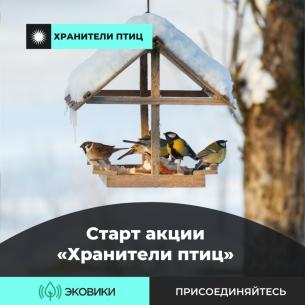 ХРАНИТЕЛИ ПТИЦ
Старт акции
«Хранители птиц»
ЭКОВИКИ
ПРИСОЕДИНЯЙТЕСЬ